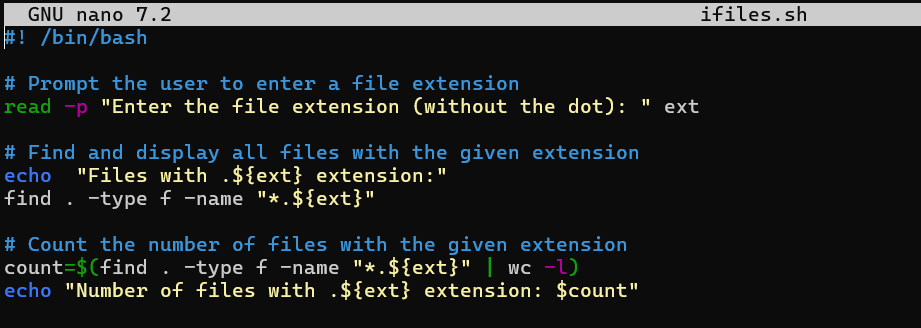 GNU nano 7.2 ifiles.sh
#! /bin/bash
# Prompt the user to enter a file extension
read -p "Enter the file extension (without the dot): " ext
# Find and display all files with the given extension
echo  "Files with .${ext} extension:"
find . -type f -name "*.${ext}"
# Count the number of files with the given extension
count=$(find . -type f -name "*.${ext}" | wc -l)
echo "Number of files with .${ext} extension: $count"